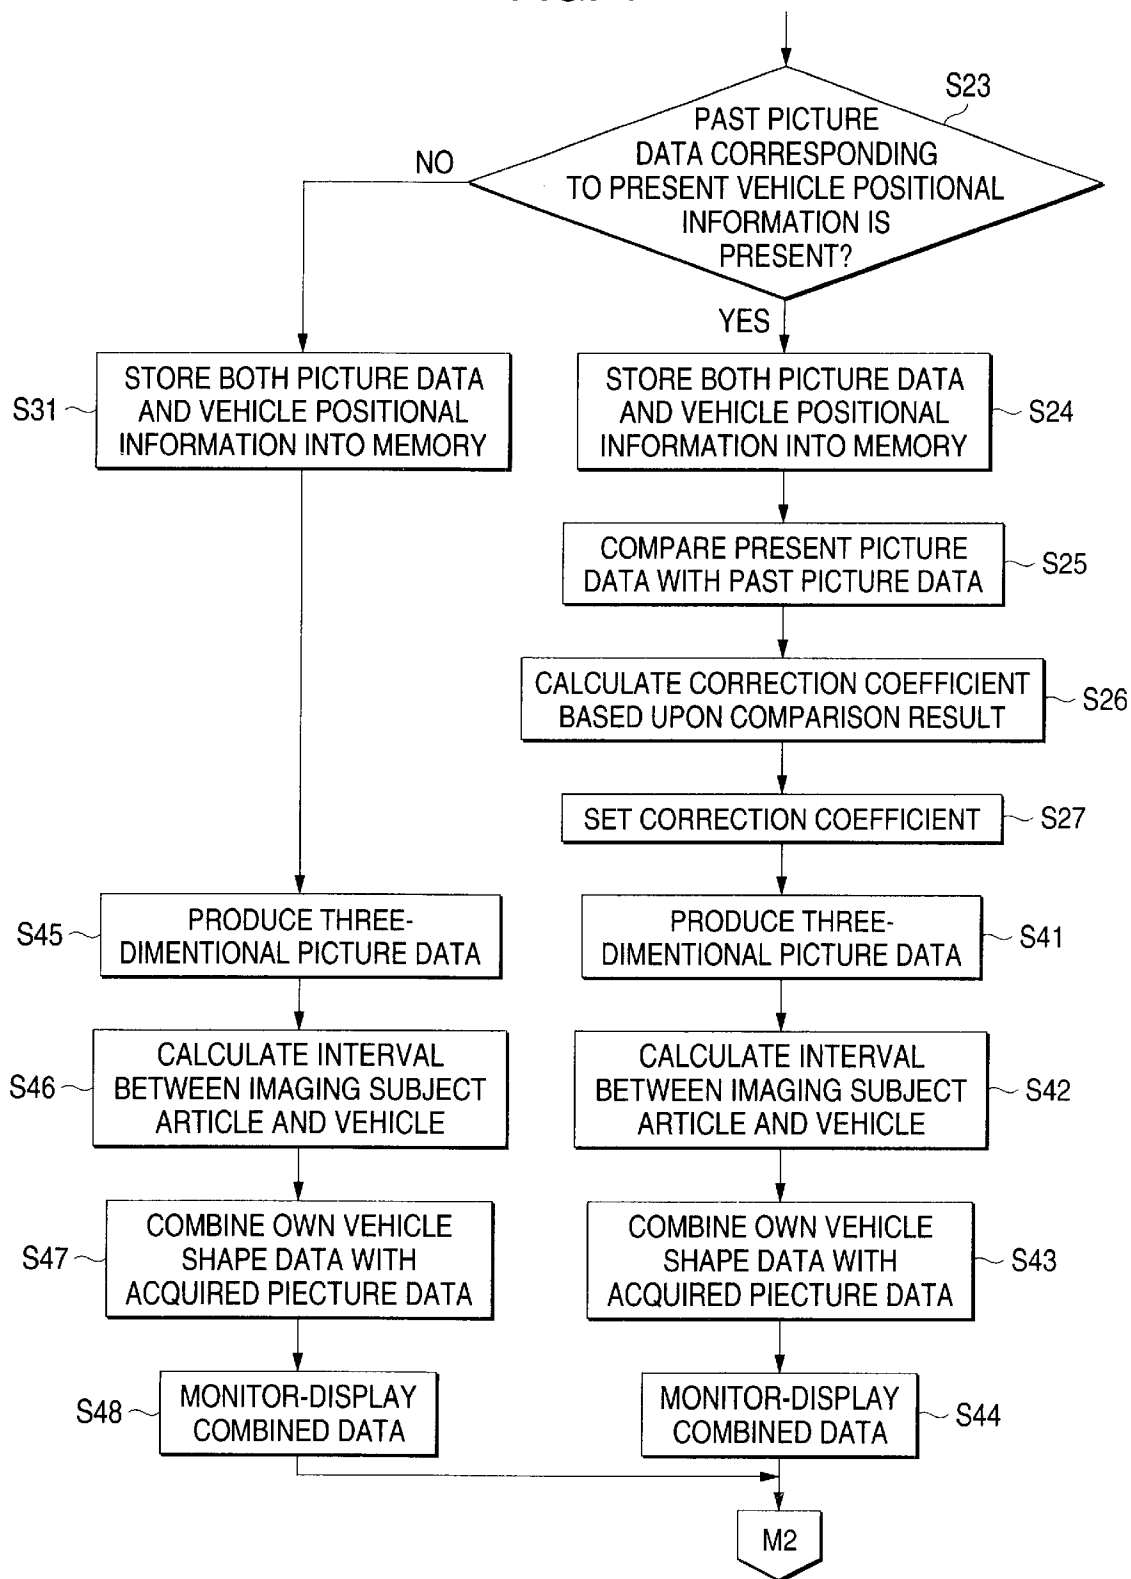 S23
PAST PICTURE
DATA CORRESPONDING
TO PRESENT VEHICLE POSITIONAL
INFORMATION IS
PRESENT?
NO
YES
S31
STORE BOTH PICTURE DATA
AND VEHICLE POSITIONAL
INFORMATION INTO MEMORY
STORE BOTH PICTURE DATA
AND VEHICLE POSITIONAL
INFORMATION INTO MEMORY
S24
COMPARE PRESENT PICTURE
DATA WITH PAST PICTURE DATA
S25
CALCULATE CORRECTION COEFFICIENT
BASED UPON COMPARISON RESULT
S26
SET CORRECTION COEFFICIENT
S27
S45
PRODUCE THREE-
DIMENTIONAL PICTURE DATA
PRODUCE THREE-
DIMENTIONAL PICTURE DATA
S41
S46
CALCULATE INTERVAL
BETWEEN IMAGING SUBJECT
ARTICLE AND VEHICLE
CALCULATE INTERVAL
BETWEEN IMAGING SUBJECT
ARTICLE AND VEHICLE
S42
S47
COMBINE OWN VEHICLE
SHAPE DATA WITH
ACQUIRED PIECTURE DATA
COMBINE OWN VEHICLE
SHAPE DATA WITH
ACQUIRED PIECTURE DATA
S43
S48
MONITOR-DISPLAY
COMBINED DATA
MONITOR-DISPLAY
COMBINED DATA
S44
M2